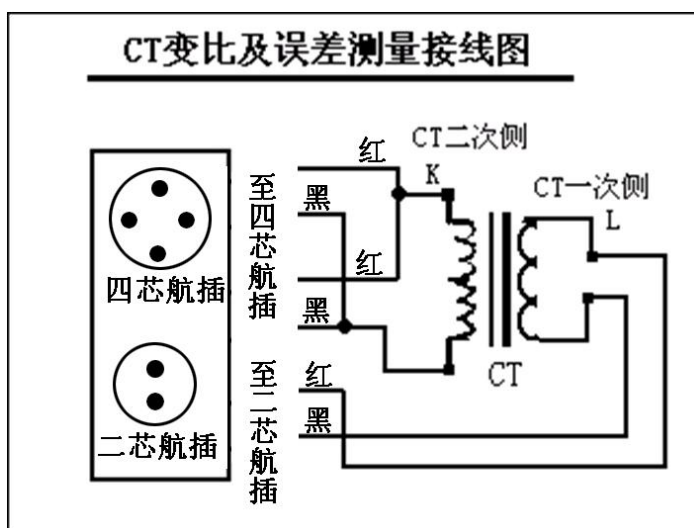 CT变比及误差测量接线图
四芯航插
二芯航插
至四芯航插
红
黑
红
黑
至二芯航插
红
黑
CT二次侧
K
CT一次侧
L
CT